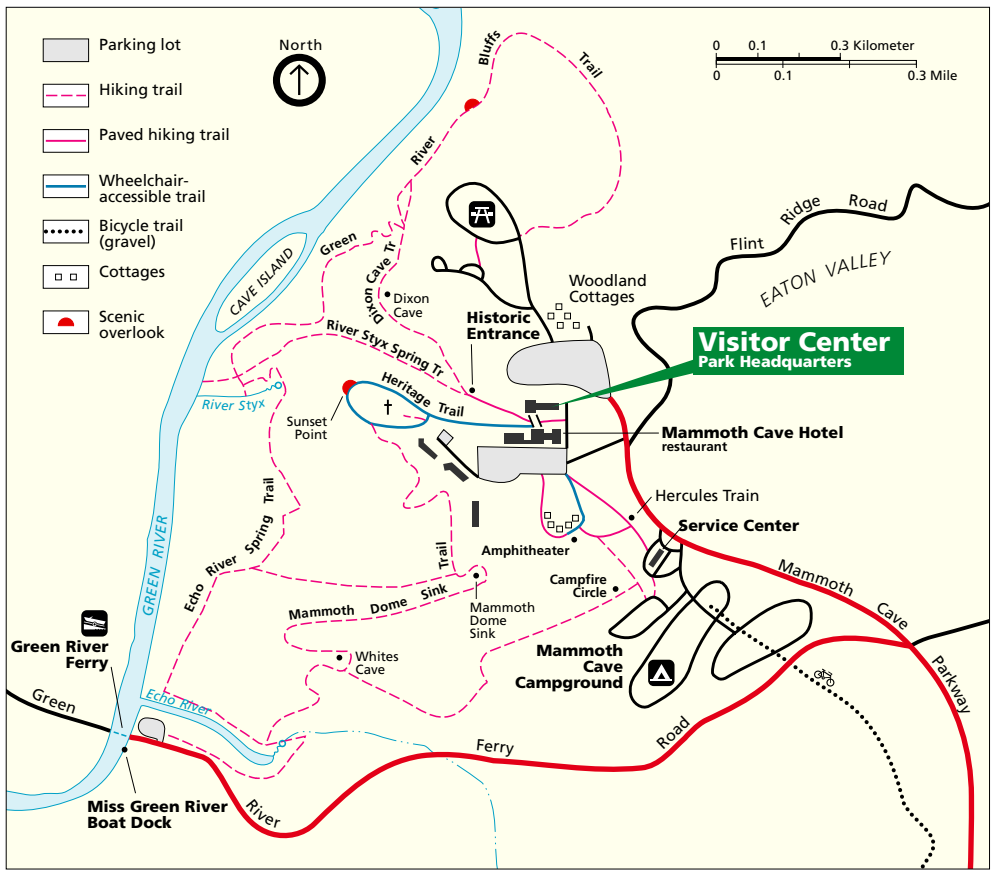 Parking lot
Hiking trail
Paved hiking trail
Wheelchair-
accessible trail
Bicycle trail
(gravel)
Cottages
Scenic
overlook
North
0 0.1 0.3 Kilometer
0 0.1 0.3 Mile
River Bluffs Trail
Green
CAVE ISLAND
Dixon Cave Tr
Dixon
Cave
Flint Ridge Road
EATON VALLEY
Woodland
Cottages
Historic
Entrance
Visitor Center
Park Headquarters
River Styx Spring Tr
River Styx
Heritage Trail
Sunset
Point
Mammoth Cave Hotel
restaurant
Hercules Train
Service Center
Amphitheater
Campfire
Circle
Echo River Spring Trail
GREEN RIVER
Mammoth Dome Sink Trail
Mammoth
Dome
Sink
Whites
Cave
Mammoth
Cave
Campground
Mammoth Cave Parkway
Green River
Ferry
Echo River
Green River Ferry Road
Miss Green River
Boat Dock